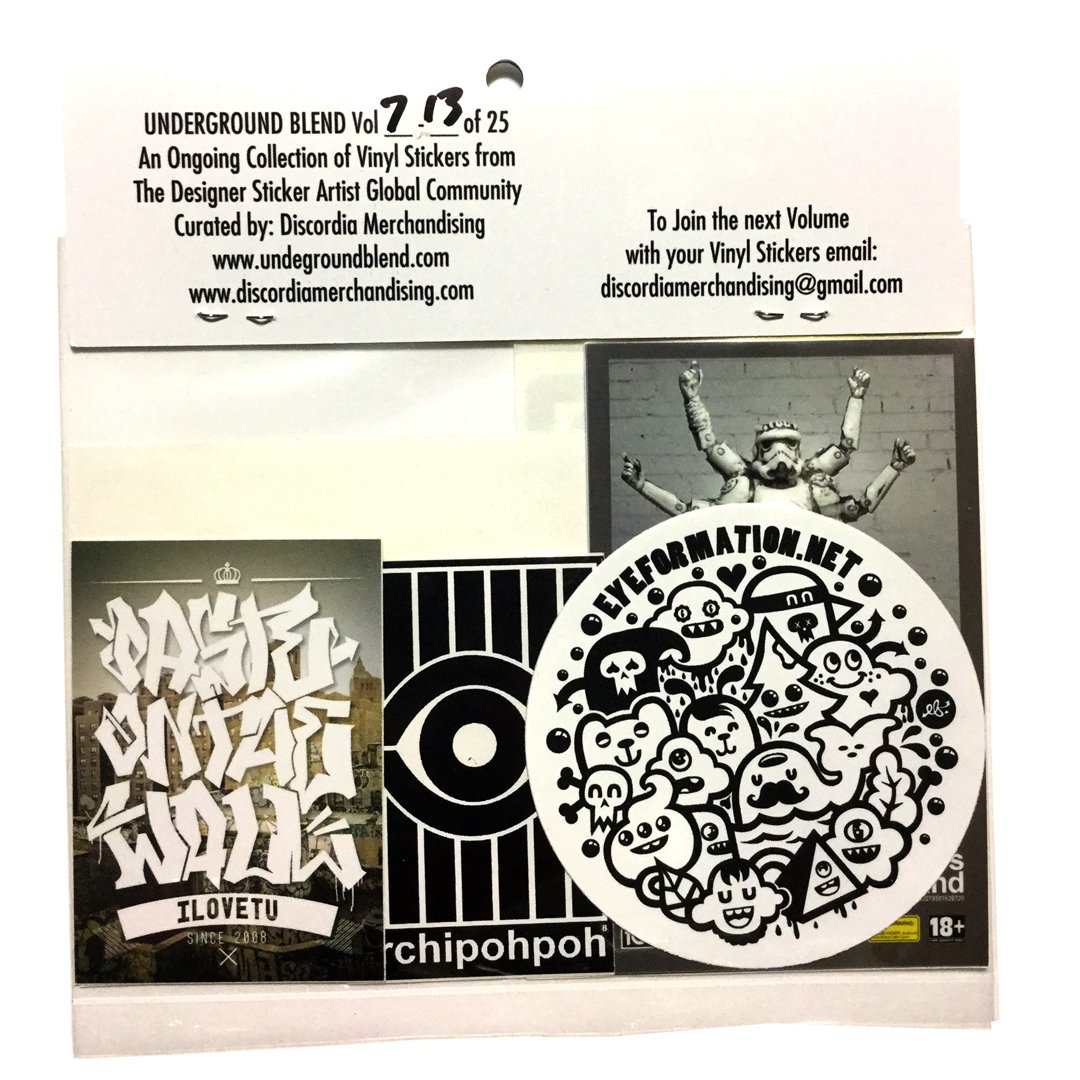 UNDERGROUND BLEND Vol 7 - 13 of 25
An Ongoing Collection of Vinyl Stickers from
The Designer Sticker Artist Global Community
Curated by: Discordia Merchandising
www.undegroundblend.com
www.discordiamerchandising.com
To Join the next Volume
with your Vinyl Stickers email:
discordiamerchandising@gmail.com
PASTE
ONTZE
WALL
ILOVETU
SINCE 2008
rchipohpoh
EYEFORMATION.NET
s
nd
18+